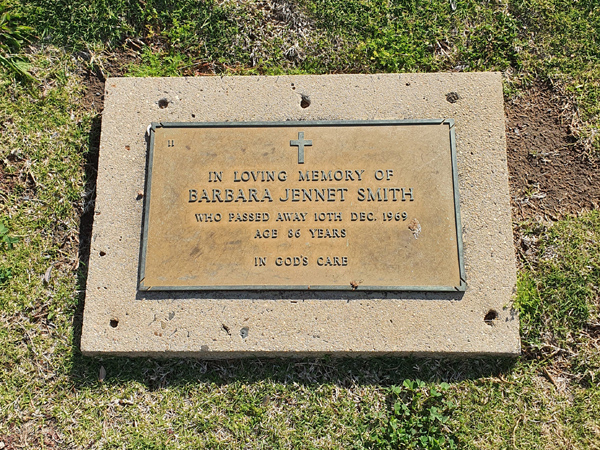 11
IN LOVING MEMORY OF
BARBARA JENNET SMITH
WHO PASSED AWAY 10TH DEC. 1969
AGE 86 YEARS
IN GOD'S CARE